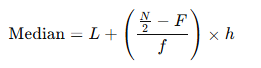 Median = L + ( (N/2 − F) / f ) × h